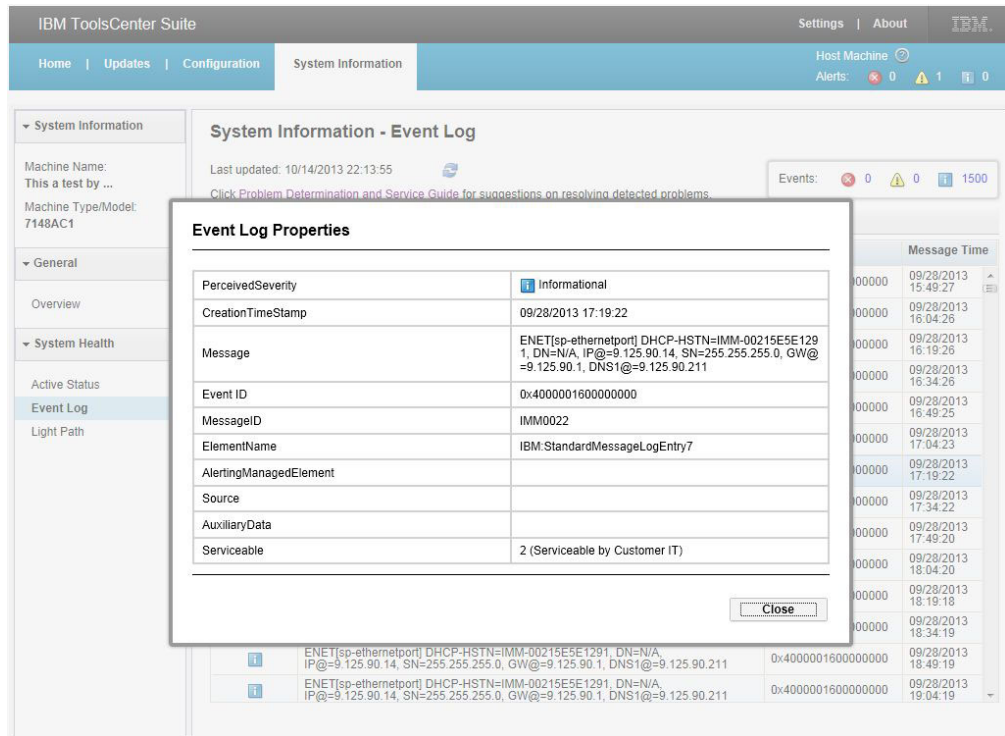 IBM ToolsCenter Suite
Settings | About IBM.
Home | Updates | Configuration System Information
Host Machine
Alerts: 0 1 0
System Information
Machine Name:
This a test by ...
Machine Type/Model:
7148AC1
General
Overview
System Health
Active Status
Event Log
Light Path
System Information - Event Log
Last updated: 10/14/2013 22:13:55
Click Problem Determination and Service Guide for suggestions on resolving detected problems.
Events: 0 0 1500
Event Log Properties
PerceivedSeverity Informational
CreationTimeStamp 09/28/2013 17:19:22
Message
ENET[sp-ethernetport] DHCP-HSTN=IMM-00215E5E129
1, DN=N/A, IP@=9.125.90.14, SN=255.255.255.0, GW@
=9.125.90.1, DNS1@=9.125.90.211
Event ID 0x4000001600000000
MessageID IMM0022
ElementName IBM:StandardMessageLogEntry7
AlertingManagedElement
Source
AuxiliaryData
Serviceable 2 (Serviceable by Customer IT)
Close
Message Time
09/28/2013
15:49:27
09/28/2013
16:04:26
09/28/2013
16:19:26
09/28/2013
16:34:26
09/28/2013
16:49:25
09/28/2013
17:04:23
09/28/2013
17:19:22
09/28/2013
17:34:22
09/28/2013
17:49:20
09/28/2013
18:04:20
09/28/2013
18:19:18
09/28/2013
18:34:19
ENET[sp-ethernetport] DHCP-HSTN=IMM-00215E5E1291, DN=N/A,
IP@=9.125.90.14, SN=255.255.255.0, GW@=9.125.90.1, DNS1@=9.125.90.211
0x4000001600000000
09/28/2013
18:49:19
ENET[sp-ethernetport] DHCP-HSTN=IMM-00215E5E1291, DN=N/A,
IP@=9.125.90.14, SN=255.255.255.0, GW@=9.125.90.1, DNS1@=9.125.90.211
0x4000001600000000
09/28/2013
19:04:19